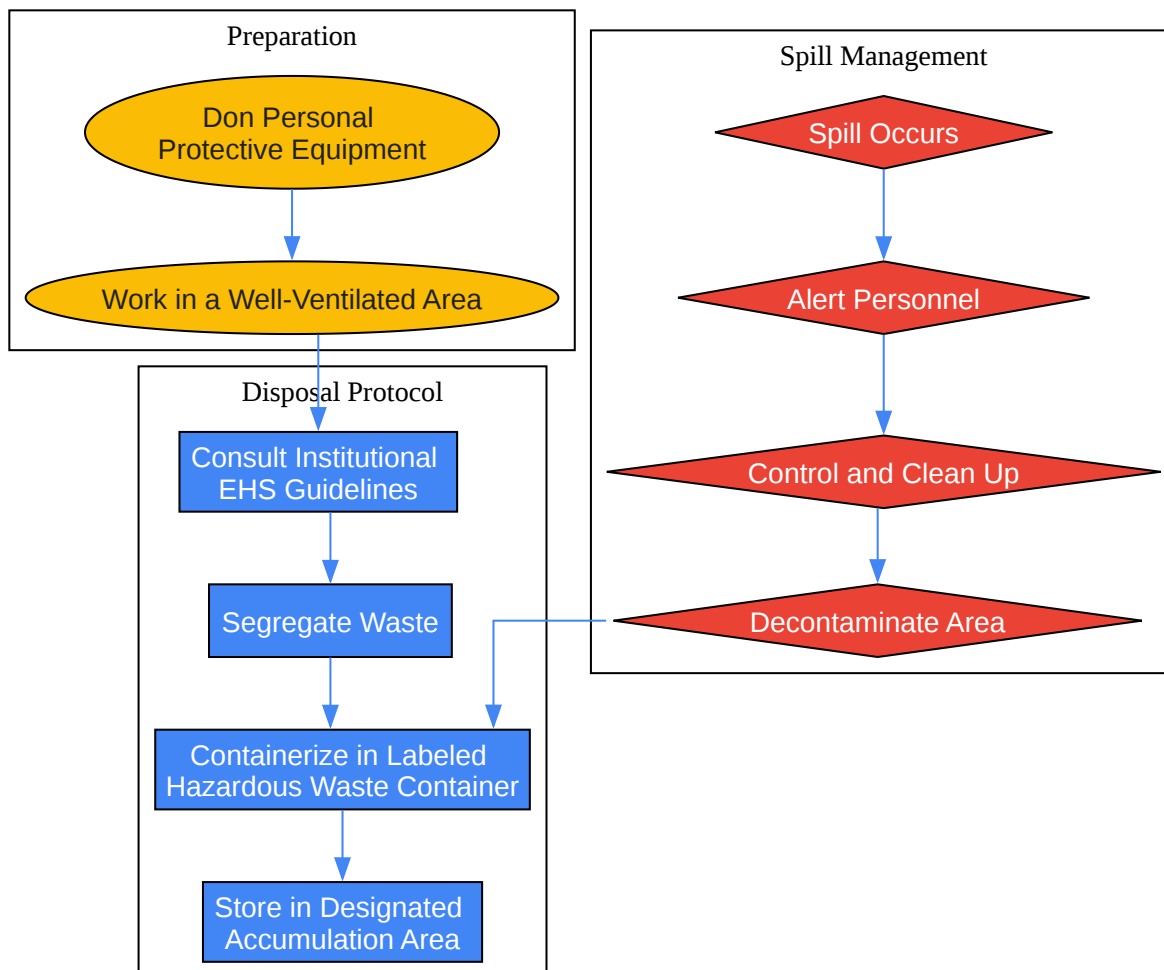 Preparation
Don Personal
Protective Equipment
Work in a Well-Ventilated Area
Disposal Protocol
Consult Institutional
EHS Guidelines
Segregate Waste
Containerize in Labeled
Hazardous Waste Container
Store in Designated
Accumulation Area
Spill Management
Spill Occurs
Alert Personnel
Control and Clean Up
Decontaminate Area